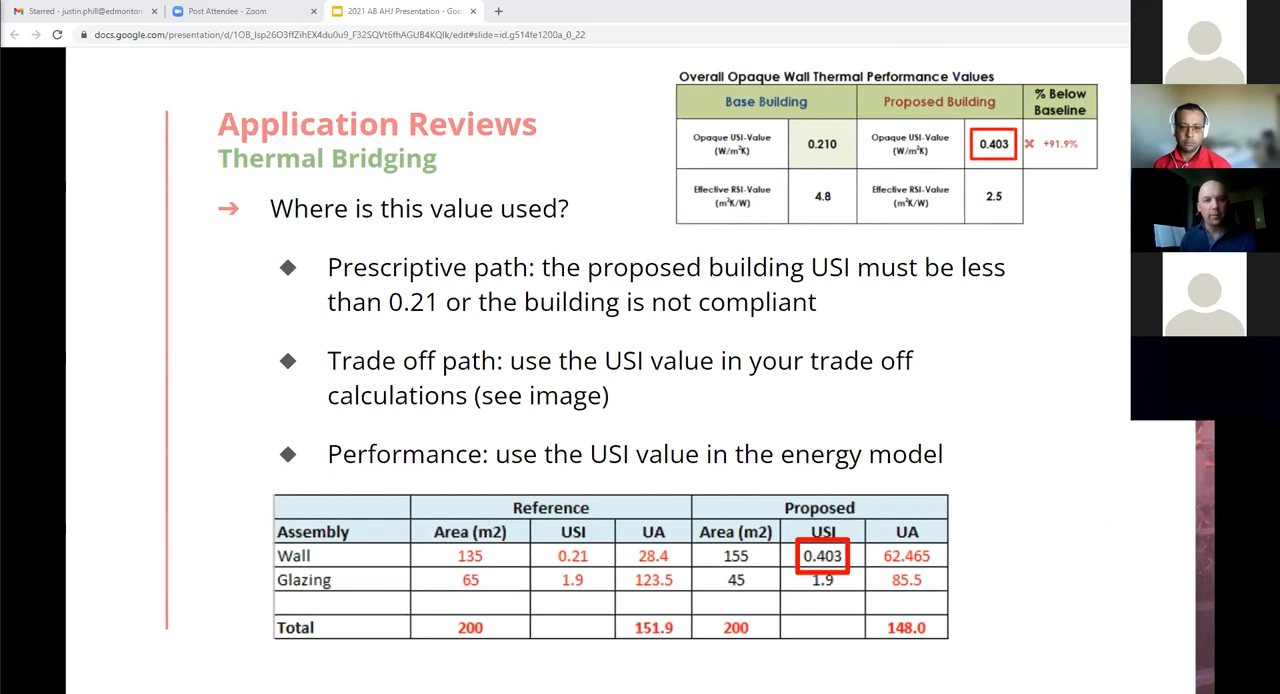 Starred - justin.phill@edmonton
Post Attendee - Zoom
2021 AB AHJ Presentation - Goo
docs.google.com/presentation/d/1OB_lsp26O3ffZihEX4du0u9_F32SQVt6fhAGUB4KQlk/edit#slide=id.g514fe1200a_0_22
Overall Opaque Wall Thermal Performance Values
Base Building Proposed Building % Below Baseline
Opaque USI-Value (W/m²K) 0.210 Opaque USI-Value (W/m²K) 0.403 ✕ +91.9%
Effective RSI-Value (m²K/W) 4.8 Effective RSI-Value (m²K/W) 2.5
Application Reviews
Thermal Bridging
➔ Where is this value used?
◆ Prescriptive path: the proposed building USI must be less
than 0.21 or the building is not compliant
◆ Trade off path: use the USI value in your trade off
calculations (see image)
◆ Performance: use the USI value in the energy model
Reference Proposed
Assembly Area (m2) USI UA Area (m2) USI UA
Wall 135 0.21 28.4 155 0.403 62.465
Glazing 65 1.9 123.5 45 1.9 85.5
Total 200 151.9 200 148.0